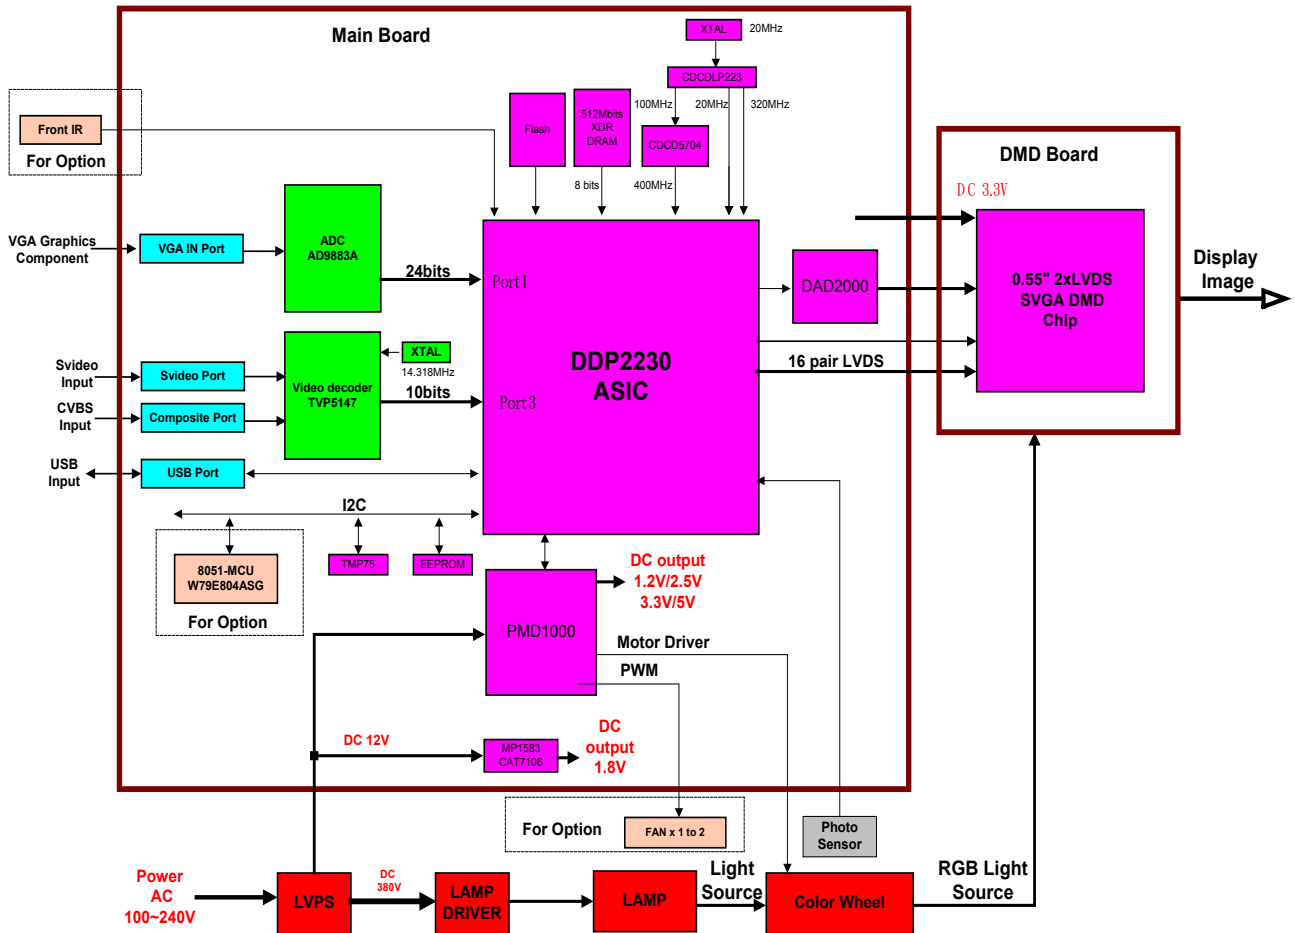 Main Board
XTAL
20MHz
CDCDLP223
100MHz
20MHz
320MHz
Front IR
For Option
Flash
512Mbits
XDR
DRAM
CDCD5704
8 bits
400MHz
DMD Board
DC 3.3V
VGA Graphics
Component
VGA IN Port
ADC
AD9883A
24bits
Port1
DAD2000
0.55" 2xLVDS
SVGA DMD
Chip
Display
Image
Svideo
Input
Svideo Port
Video decoder
TVP5147
XTAL
14.318MHz
10bits
Port3
DDP2230
ASIC
16 pair LVDS
CVBS
Input
Composite Port
USB
Input
USB Port
I2C
8051-MCU
W79E804ASG
For Option
TMP75
EEPROM
DC output
1.2V/2.5V
3.3V/5V
PMD1000
Motor Driver
PWM
DC 12V
MP1583
CAT7106
DC
output
1.8V
For Option
FAN x 1 to 2
Photo
Sensor
Power
AC
100~240V
LVPS
DC
380V
LAMP
DRIVER
LAMP
Light
Source
Color Wheel
RGB Light
Source